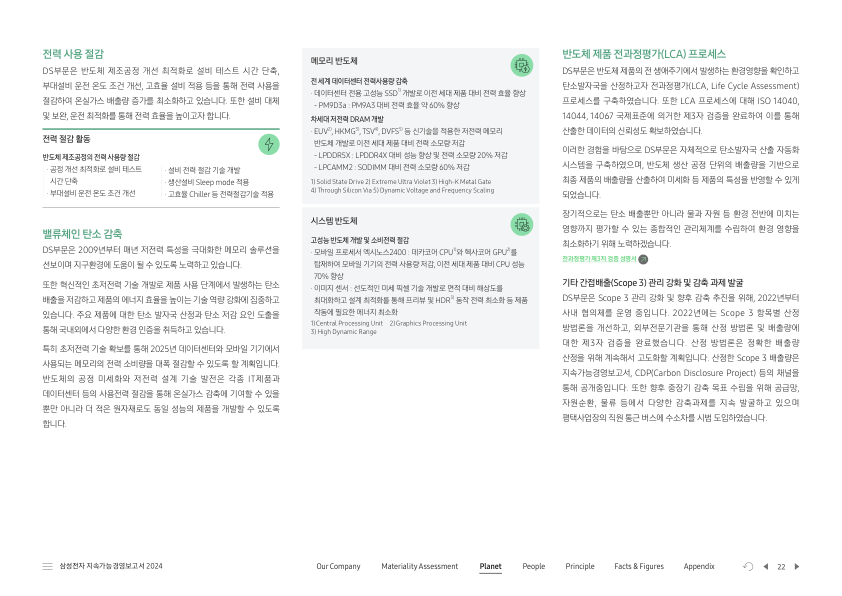 전력 사용 절감
DS부문은 반도체 제조공정 개선 최적화로 설비 테스트 시간 단축,
부대설비 운전 온도 조건 개선, 고효율 설비 적용 등을 통해 전력 사용을
절감하여 온실가스 배출량 증가를 최소화하고 있습니다. 또한 설비 대체
및 보완, 운전 최적화를 통해 전력 효율을 높이고자 합니다.
전력 절감 활동
반도체 제조공정의 전력 사용량 절감
· 공정 개선 최적화로 설비 테스트
시간 단축
· 부대설비 운전 온도 조건 개선
· 설비 전력 절감 기술 개발
· 생산설비 Sleep mode 적용
· 고효율 Chiller 등 전력절감기술 적용
밸류체인 탄소 감축
DS부문은 2009년부터 매년 저전력 특성을 극대화한 메모리 솔루션을
선보이며 지구환경에 도움이 될 수 있도록 노력하고 있습니다.
또한 혁신적인 초저전력 기술 개발로 제품 사용 단계에서 발생하는 탄소
배출을 저감하고 제품의 에너지 효율을 높이는 기술 역량 강화에 집중하고
있습니다. 주요 제품에 대한 탄소 발자국 산정과 탄소 저감 요인 도출을
통해 국내외에서 다양한 환경 인증을 취득하고 있습니다.
특히 초저전력 기술 확보를 통해 2025년 데이터센터와 모바일 기기에서
사용되는 메모리의 전력 소비량을 대폭 절감할 수 있도록 할 계획입니다.
반도체의 공정 미세화와 저전력 설계 기술 발전은 각종 IT제품과
데이터센터 등의 사용전력 절감을 통해 온실가스 감축에 기여할 수 있을
뿐만 아니라 더 적은 원자재로도 동일 성능의 제품을 개발할 수 있도록
합니다.
메모리 반도체
전 세계 데이터센터 전력사용량 감축
· 데이터센터 전용 고성능 SSD1) 개발로 이전 세대 제품 대비 전력 효율 향상
– PM9D3a : PM9A3 대비 전력 효율 약 60% 향상
차세대 저전력 DRAM 개발
· EUV2), HKMG3), TSV4), DVFS5) 등 신기술을 적용한 저전력 메모리
반도체 개발로 이전 세대 제품 대비 전력 소모량 저감
– LPDDR5X : LPDDR4X 대비 성능 향상 및 전력 소모량 20% 저감
– LPCAMM2 : SODIMM 대비 전력 소모량 60% 저감
1) Solid State Drive 2) Extreme Ultra Violet 3) High-K Metal Gate
4) Through Silicon Via 5) Dynamic Voltage and Frequency Scaling
시스템 반도체
고성능 반도체 개발 및 소비전력 절감
· 모바일 프로세서 엑시노스2400 : 데카코어 CPU1)와 헥사코어 GPU2)를
탑재하여 모바일 기기의 전력 사용량 저감, 이전 세대 제품 대비 CPU 성능
70% 향상
· 이미지 센서 : 선도적인 미세 픽셀 기술 개발로 면적 대비 해상도를
최대화하고 설계 최적화를 통해 프리뷰 및 HDR3) 동작 전력 최소화 등 제품
작동에 필요한 에너지 최소화
1)Central Processing Unit 2)Graphics Processing Unit
3) High Dynamic Range
반도체 제품 전과정평가(LCA) 프로세스
DS부문은 반도체 제품의 전 생애주기에서 발생하는 환경영향을 확인하고
탄소발자국을 산정하고자 전과정평가(LCA, Life Cycle Assessment)
프로세스를 구축하였습니다. 또한 LCA 프로세스에 대해 ISO 14040,
14044, 14067 국제표준에 의거한 제3자 검증을 완료하여 이를 통해
산출한 데이터의 신뢰성도 확보하였습니다.
이러한 경험을 바탕으로 DS부문은 자체적으로 탄소발자국 산출 자동화
시스템을 구축하였으며, 반도체 생산 공정 단위의 배출량을 기반으로
최종 제품의 배출량을 산출하여 미세화 등 제품의 특성을 반영할 수 있게
되었습니다.
장기적으로는 탄소 배출뿐만 아니라 물과 자원 등 환경 전반에 미치는
영향까지 평가할 수 있는 종합적인 관리체계를 수립하여 환경 영향을
최소화하기 위해 노력하겠습니다.
전과정평가 제3자 검증 성명서
기타 간접배출(Scope 3) 관리 강화 및 감축 과제 발굴
DS부문은 Scope 3 관리 강화 및 향후 감축 추진을 위해, 2022년부터
사내 협의체를 운영 중입니다. 2022년에는 Scope 3 항목별 산정
방법론을 개선하고, 외부전문기관을 통해 산정 방법론 및 배출량에
대한 제3자 검증을 완료했습니다. 산정 방법론은 정확한 배출량
산정을 위해 계속해서 고도화할 계획입니다. 산정한 Scope 3 배출량은
지속가능경영보고서, CDP(Carbon Disclosure Project) 등의 채널을
통해 공개중입니다. 또한 향후 중장기 감축 목표 수립을 위해 공급망,
자원순환, 물류 등에서 다양한 감축과제를 지속 발굴하고 있으며
평택사업장의 직원 통근 버스에 수소차를 시범 도입하였습니다.
삼성전자 지속가능경영보고서 2024
Our Company Materiality Assessment Planet People Principle Facts & Figures Appendix 22